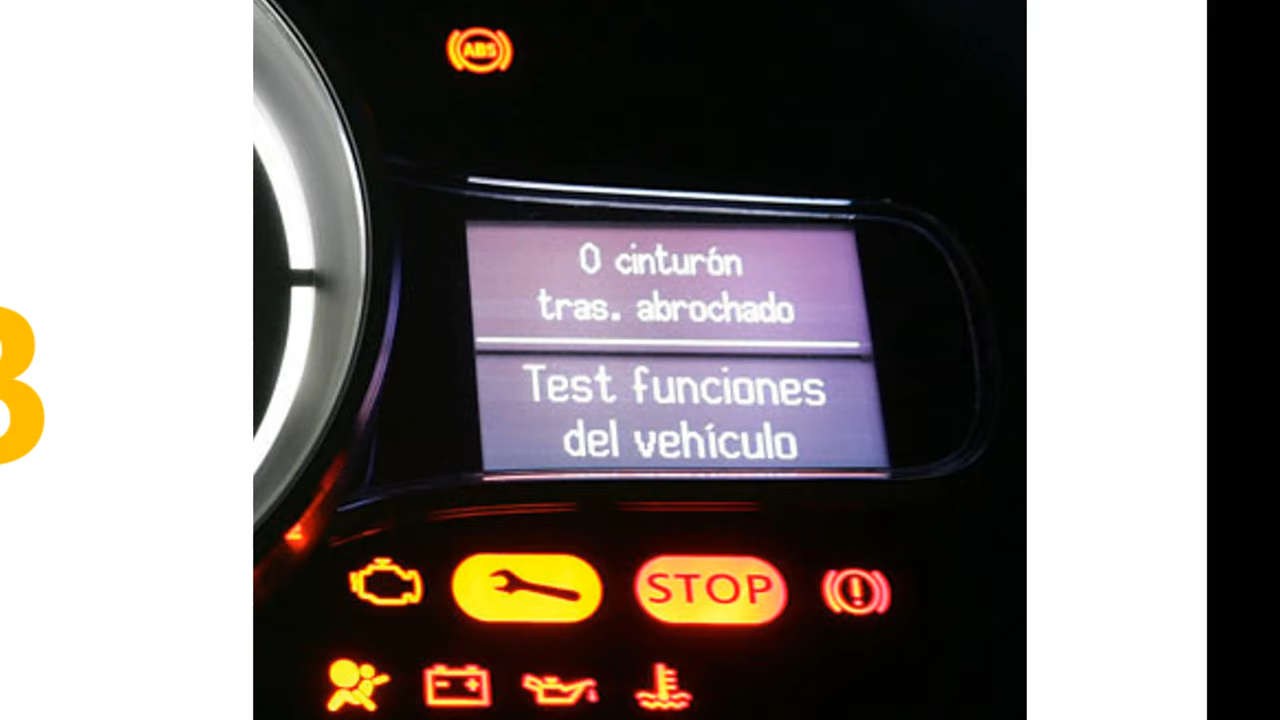 ABS
0 cinturón
tras. abrochado
Test funciones
del vehículo
STOP